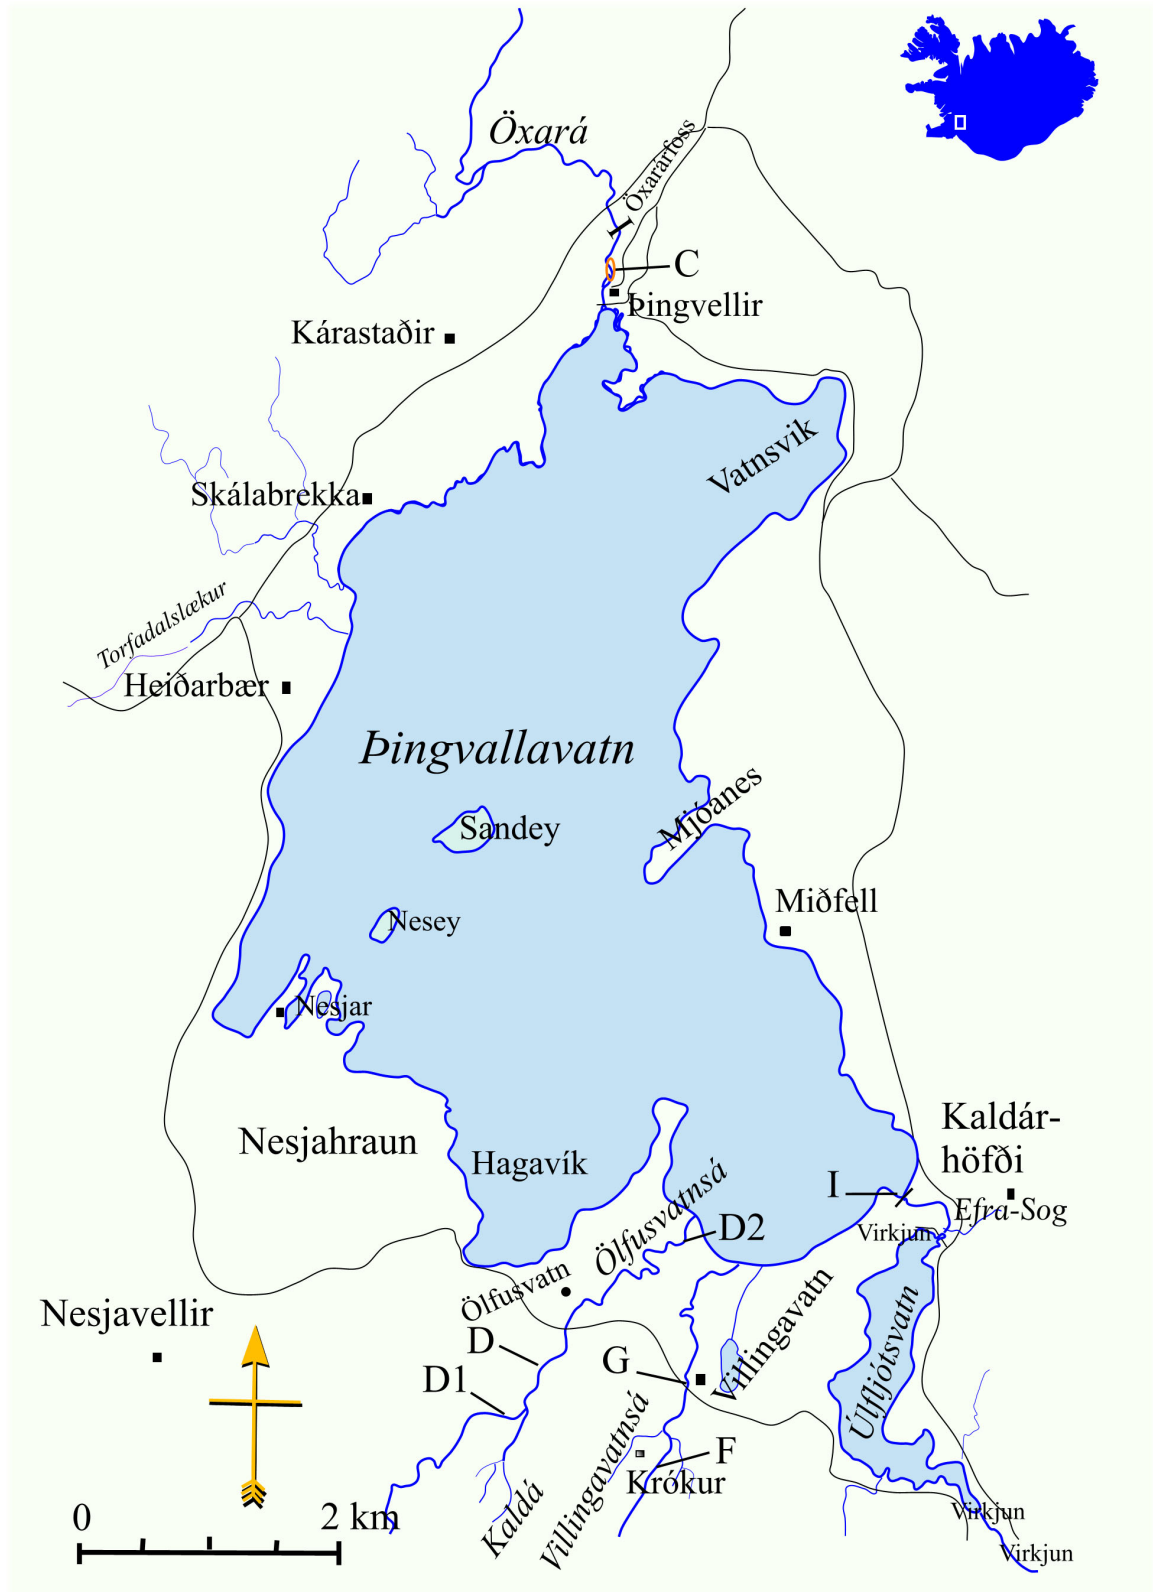 Öxará
Öxarárfoss
C
Þingvellir
Kárastaðir
Vatnsvik
Skálabrekka
Torfadalslækur
Heiðarbær
Þingvallavatn
Mjóanes
Sandey
Miðfell
Nesey
Nesjar
Kaldár-
höfði
Nesjahraun
Hagavík
I
Efra-Sog
Ölfusvatnsá
D2
Virkjun
Ölfusvatn
Nesjavellir
Villingavatn
Úlfljótsvatn
D
G
D1
Villingavatnsá
F
Krókur
Kaldá
0
2 km
Virkjun
Virkjun